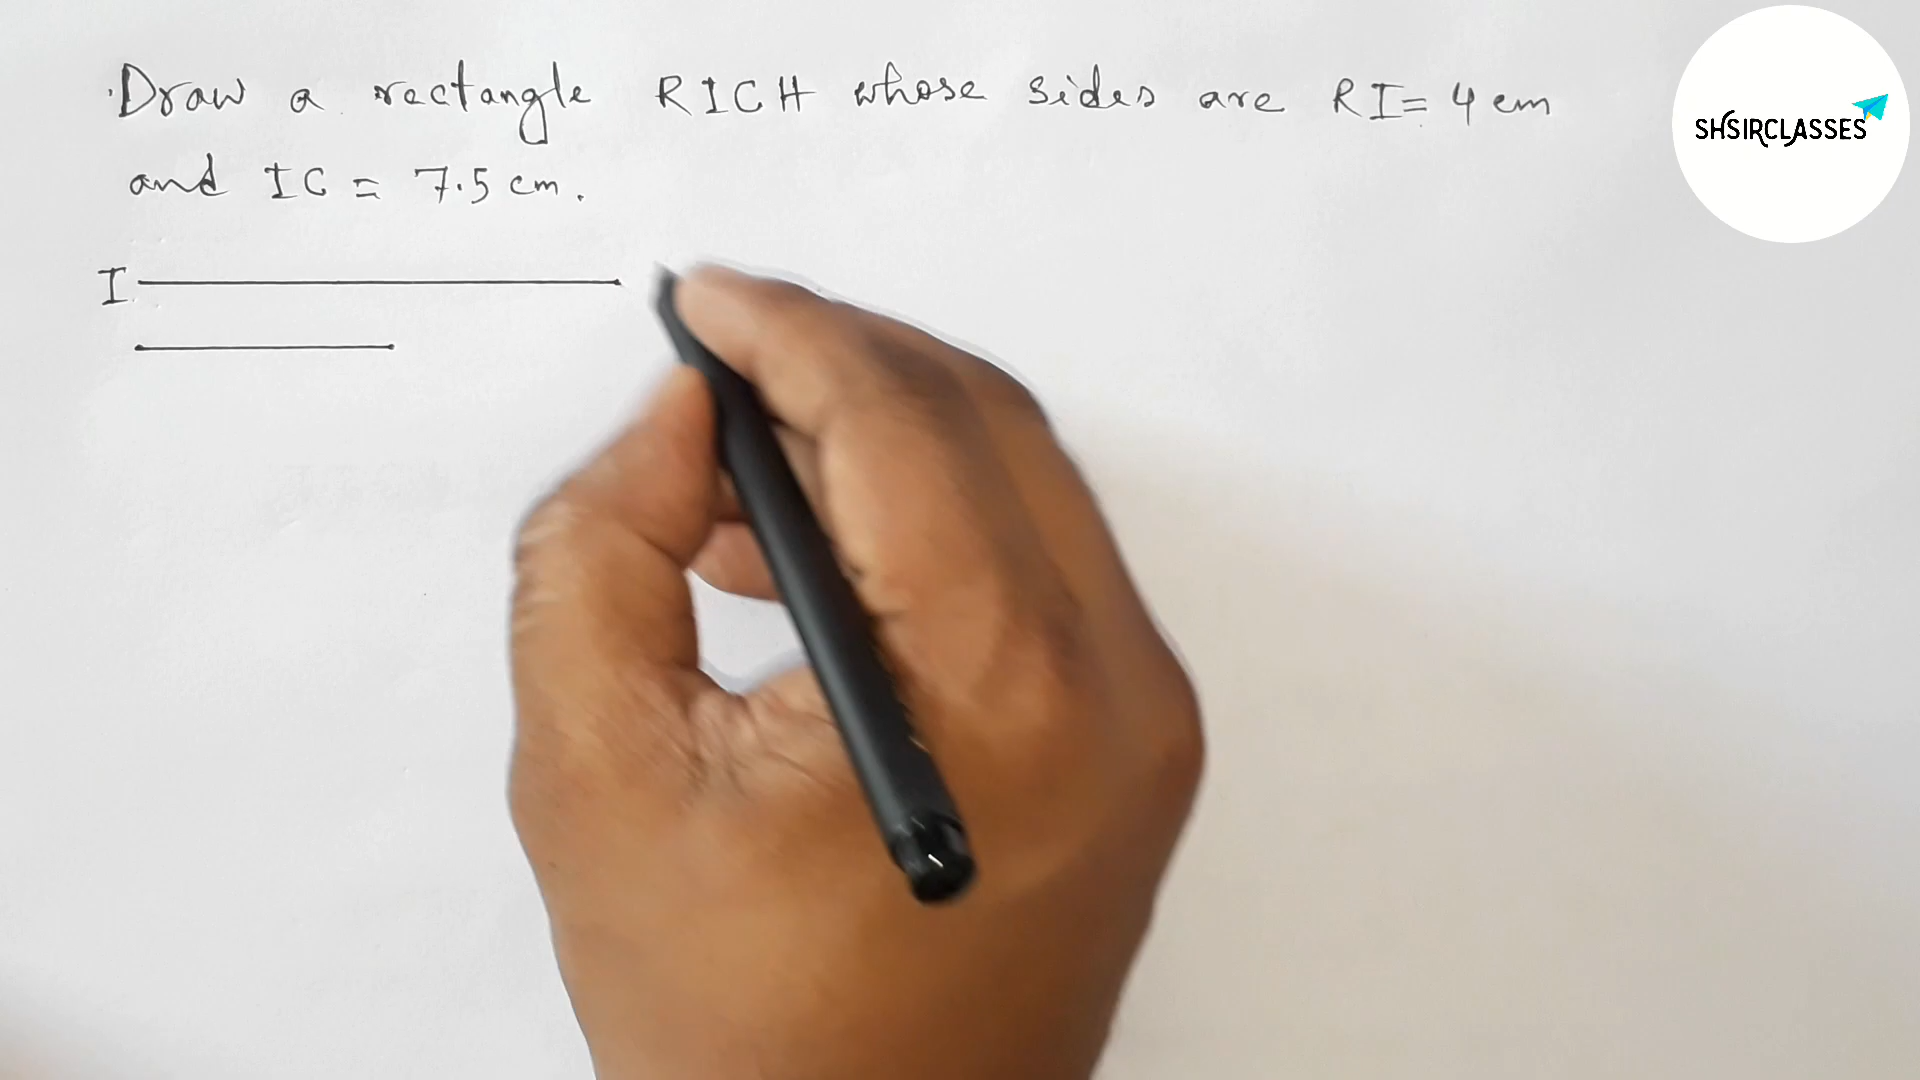 Draw a rectangle RICH whose sides are RI = 4 cm
and IC = 7.5 cm.
I
SHSIRCLASSES